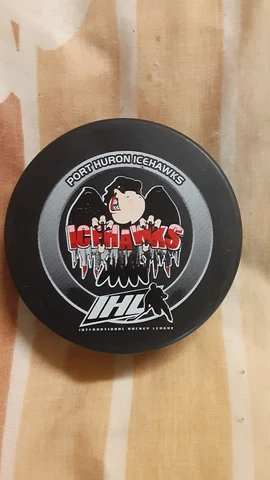 PORT HURON ICEHAWKS
ICEHAWKS
IHL
INTERNATIONAL HOCKEY LEAGUE